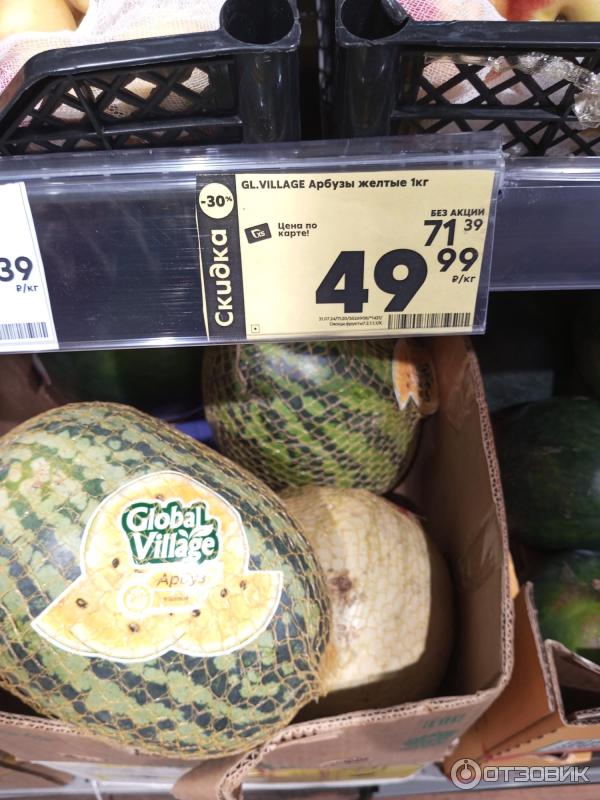 GL.VILLAGE Арбузы желтые 1кг
-30%
Скидка
X5
Цена по
карте!
БЕЗ АКЦИИ
71 39
49 99
₽/кг
39
₽/кг
Global
Village
Арбуз
ОТЗОВИК